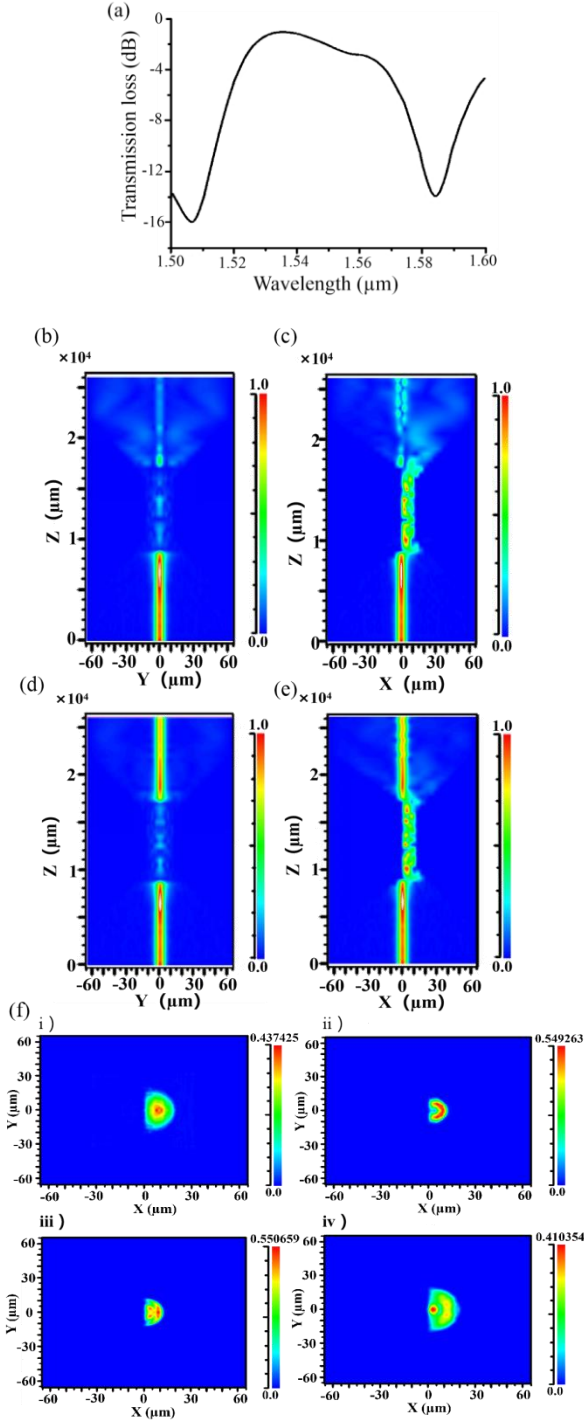 (a)
0
-4
-8
-12
-16
Transmission loss (dB)
1.50 1.52 1.54 1.56 1.58 1.60
Wavelength (µm)
(b) (c)
×10⁴ ×10⁴
1.0 1.0
2 2
Z (µm) Z (µm)
1 1
0 0.0 0 0.0
-60 -30 0 30 60 -60 -30 0 30 60
Y (µm) X (µm)
(d) (e)
×10⁴ ×10⁴
1.0 1.0
2 2
Z (µm) Z (µm)
1 1
0 0.0 0 0.0
-60 -30 0 30 60 -60 -30 0 30 60
Y (µm) X (µm)
(f)
i) ii)
0.437425 0.549263
60 60
30 30
Y (µm) 0 Y (µm) 0
-30 -30
-60 0.0 -60 0.0
-60 -30 0 30 60 -60 -30 0 30 60
X (µm) X (µm)
iii) iv)
0.550659 0.410354
60 60
30 30
Y (µm) 0 Y (µm) 0
-30 -30
-60 0.0 -60 0.0
-60 -30 0 30 60 -60 -30 0 30 60
X (µm) X (µm)